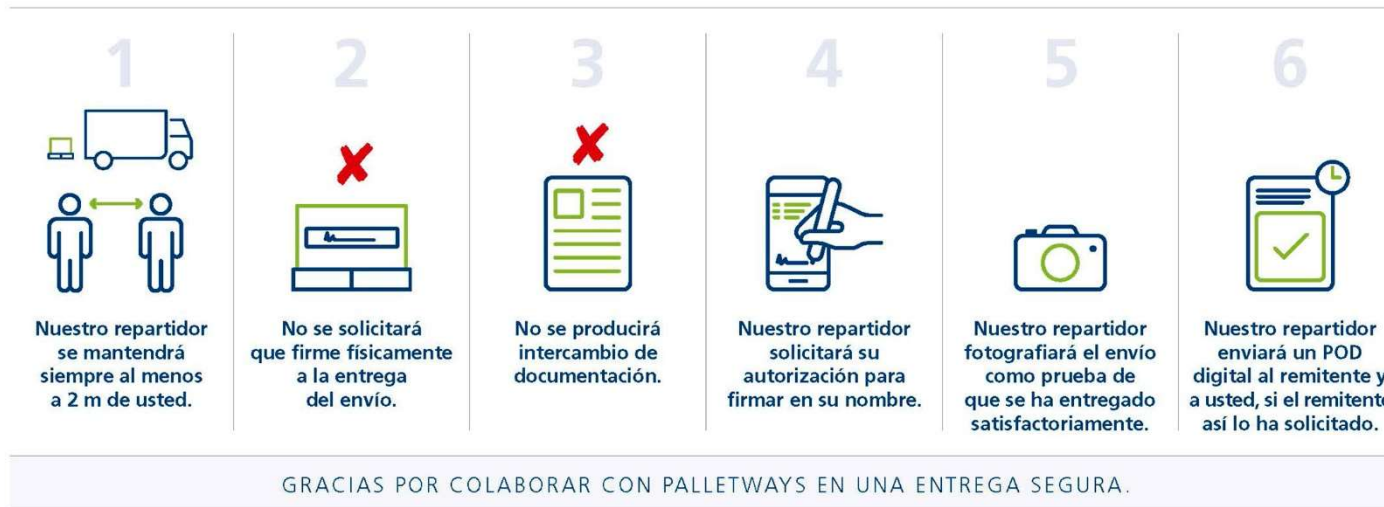 1
Nuestro repartidor
se mantendrá
siempre al menos
a 2 m de usted.
2
No se solicitará
que firme físicamente
a la entrega
del envío.
3
No se producirá
intercambio de
documentación.
4
Nuestro repartidor
solicitará su
autorización para
firmar en su nombre.
5
Nuestro repartidor
fotografiará el envío
como prueba de
que se ha entregado
satisfactoriamente.
6
Nuestro repartidor
enviará un POD
digital al remitente y
a usted, si el remitente
así lo ha solicitado.
GRACIAS POR COLABORAR CON PALLETWAYS EN UNA ENTREGA SEGURA.